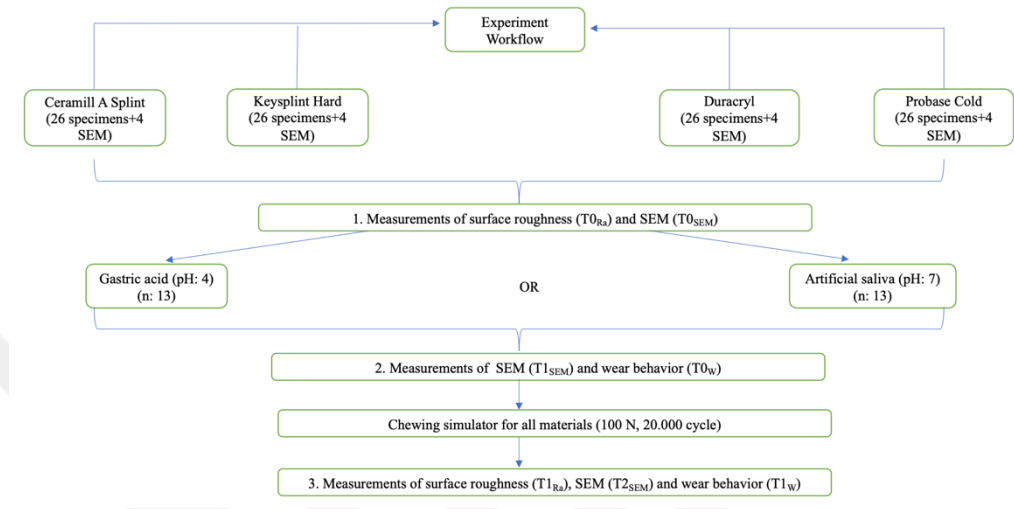 Experiment
Workflow
Ceramill A Splint
(26 specimens+4
SEM)
Keysplint Hard
(26 specimens+4
SEM)
Duracryl
(26 specimens+4
SEM)
Probase Cold
(26 specimens+4
SEM)
1. Measurements of surface roughness (T0Ra) and SEM (T0SEM)
Gastric acid (pH: 4)
(n: 13)
OR
Artificial saliva (pH: 7)
(n: 13)
2. Measurements of SEM (T1SEM) and wear behavior (T0W)
Chewing simulator for all materials (100 N, 20.000 cycle)
3. Measurements of surface roughness (T1Ra), SEM (T2SEM) and wear behavior (T1W)